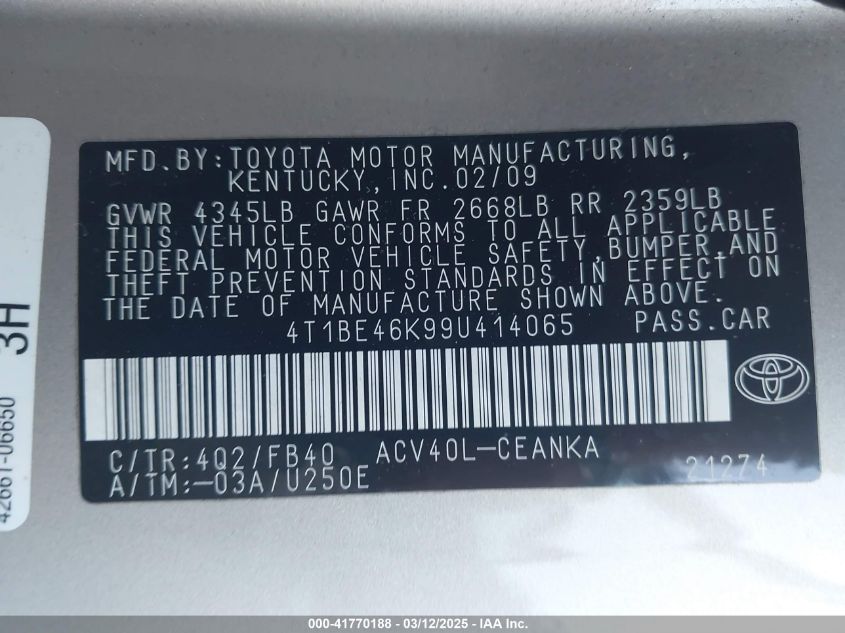 MFD.BY:TOYOTA MOTOR MANUFACTURING,
KENTUCKY,INC.02/09
GVWR 4345LB GAWR FR 2668LB RR 2359LB
THIS VEHICLE CONFORMS TO ALL APPLICABLE
FEDERAL MOTOR VEHICLE SAFETY,BUMPER,AND
THEFT PREVENTION STANDARDS IN EFFECT ON
THE DATE OF MANUFACTURE SHOWN ABOVE.
4T1BE46K99U414065 PASS.CAR
C/TR:4Q2/FB40 ACV40L-CEANKA
A/TM:-03A/U250E 21274
3H
42661-06650
000-41770188 - 03/12/2025 - IAA Inc.